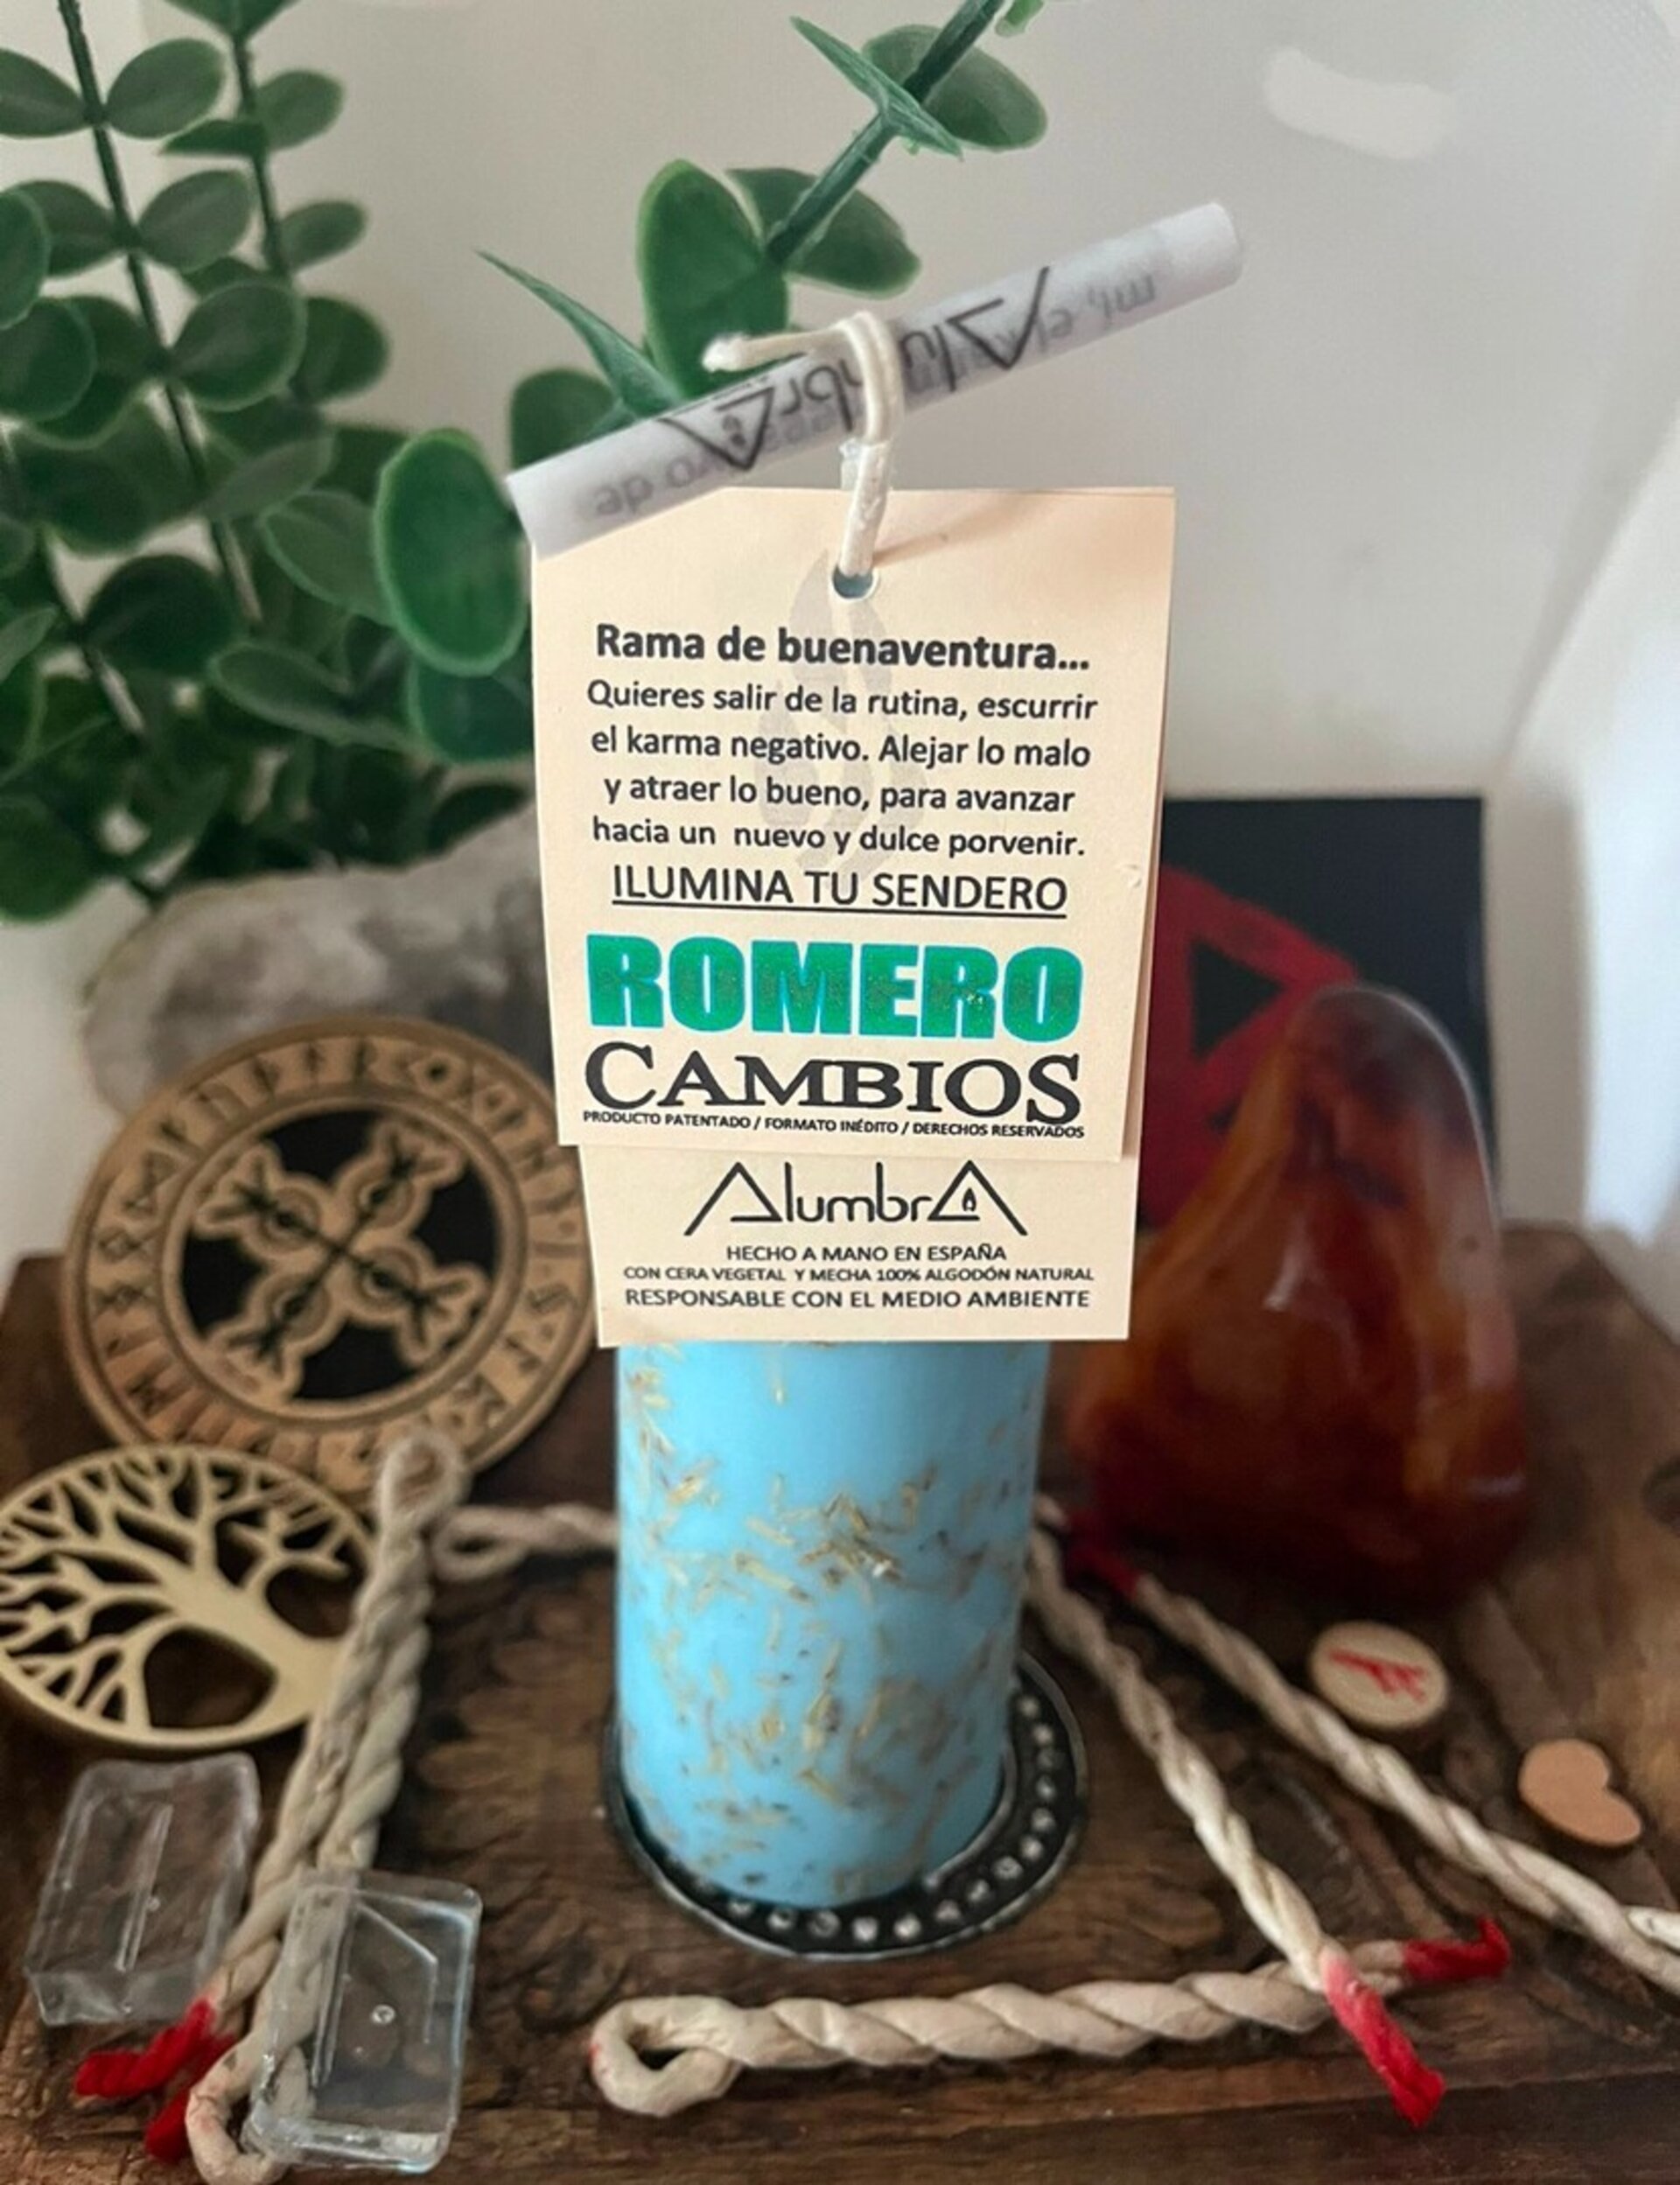 AlumbrA
Rama de buenaventura...
Quieres salir de la rutina, escurrir
el karma negativo. Alejar lo malo
y atraer lo bueno, para avanzar
hacia un nuevo y dulce porvenir.
ILUMINA TU SENDERO
ROMERO
CAMBIOS
PRODUCTO PATENTADO / FORMATO INÉDITO / DERECHOS RESERVADOS
AlumbrA
HECHO A MANO EN ESPAÑA
CON CERA VEGETAL Y MECHA 100% ALGODÓN NATURAL
RESPONSABLE CON EL MEDIO AMBIENTE